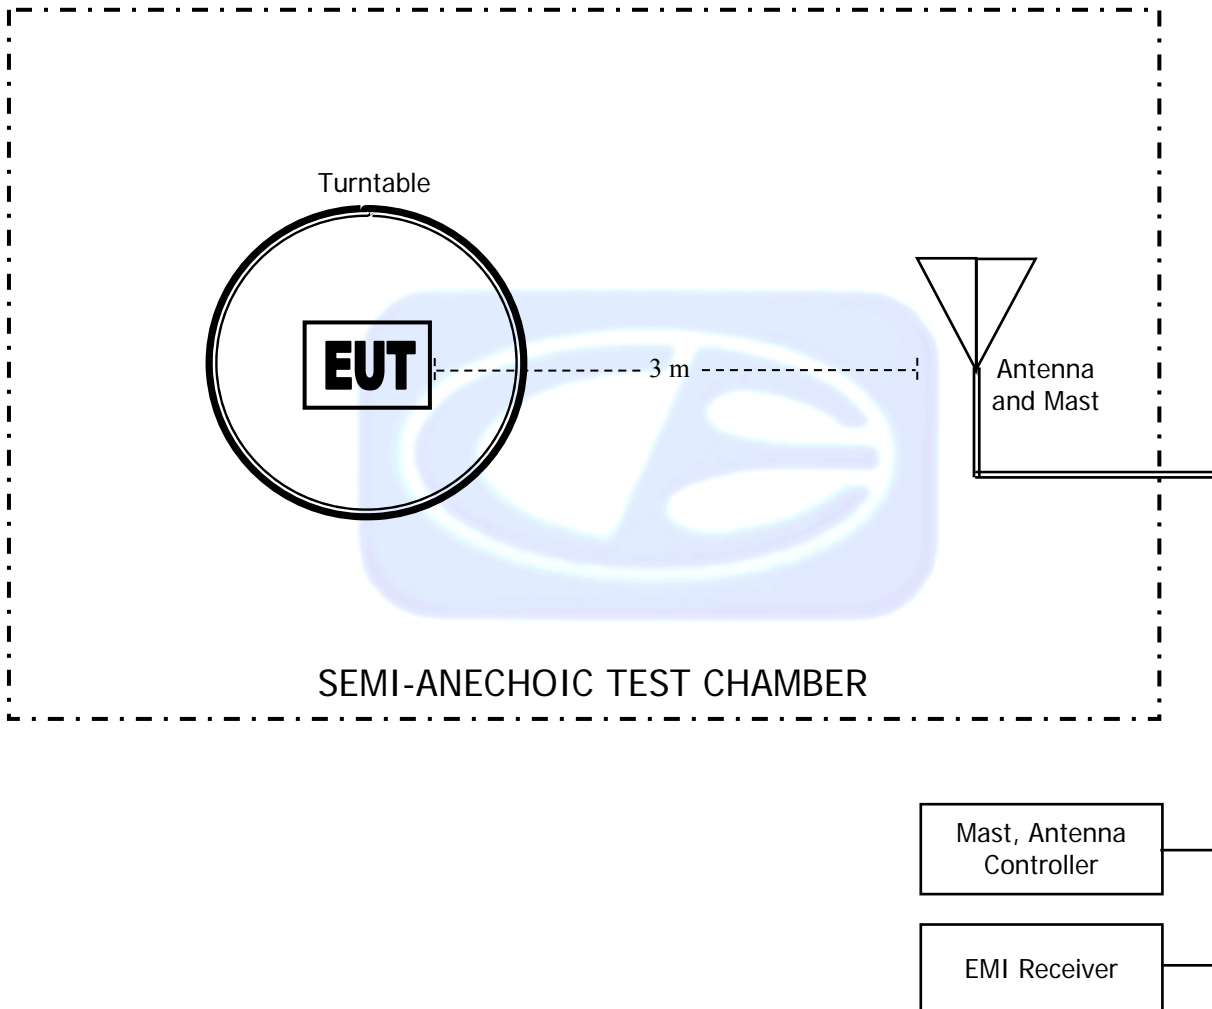 Turntable
EUT
3 m
Antenna
and Mast
SEMI-ANECHOIC TEST CHAMBER
Mast, Antenna
Controller
EMI Receiver